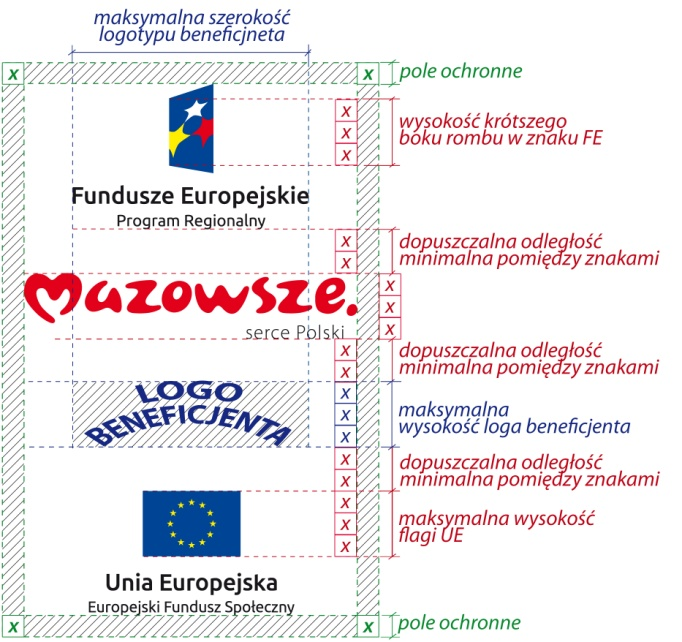 maksymalna szerokość
logotypu beneficjneta
x
x
pole ochronne
x
x
x
wysokość krótszego
boku rombu w znaku FE
Fundusze Europejskie
Program Regionalny
x
x
dopuszczalna odległość
minimalna pomiędzy znakami
mazowsze.
serce Polski
x
x
x
x
x
dopuszczalna odległość
minimalna pomiędzy znakami
LOGO
BENEFICJENTA
x
x
x
maksymalna
wysokość loga beneficjenta
x
x
dopuszczalna odległość
minimalna pomiędzy znakami
x
x
x
maksymalna wysokość
flagi UE
Unia Europejska
Europejski Fundusz Społeczny
x
x
pole ochronne